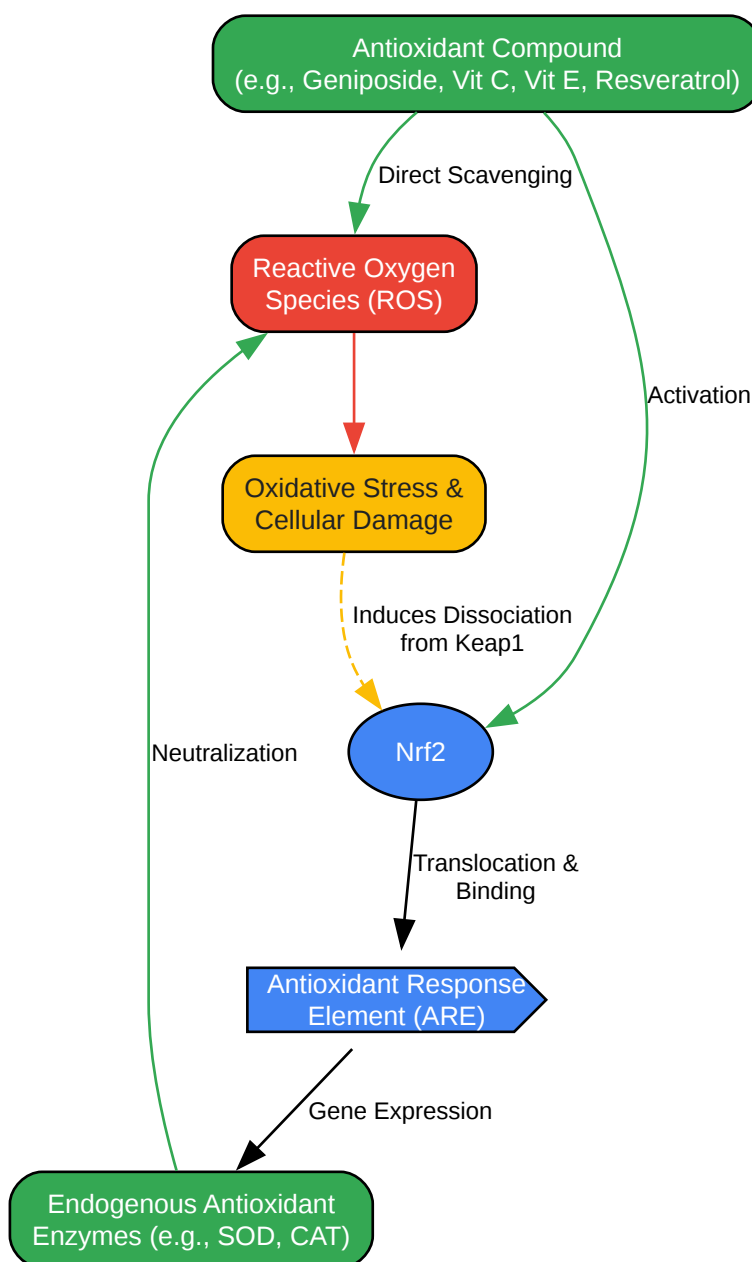 Antioxidant Compound
(e.g., Geniposide, Vit C, Vit E, Resveratrol)
Direct Scavenging
Reactive Oxygen
Species (ROS)
Activation
Oxidative Stress &
Cellular Damage
Induces Dissociation
from Keap1
Neutralization
Nrf2
Translocation &
Binding
Antioxidant Response
Element (ARE)
Gene Expression
Endogenous Antioxidant
Enzymes (e.g., SOD, CAT)